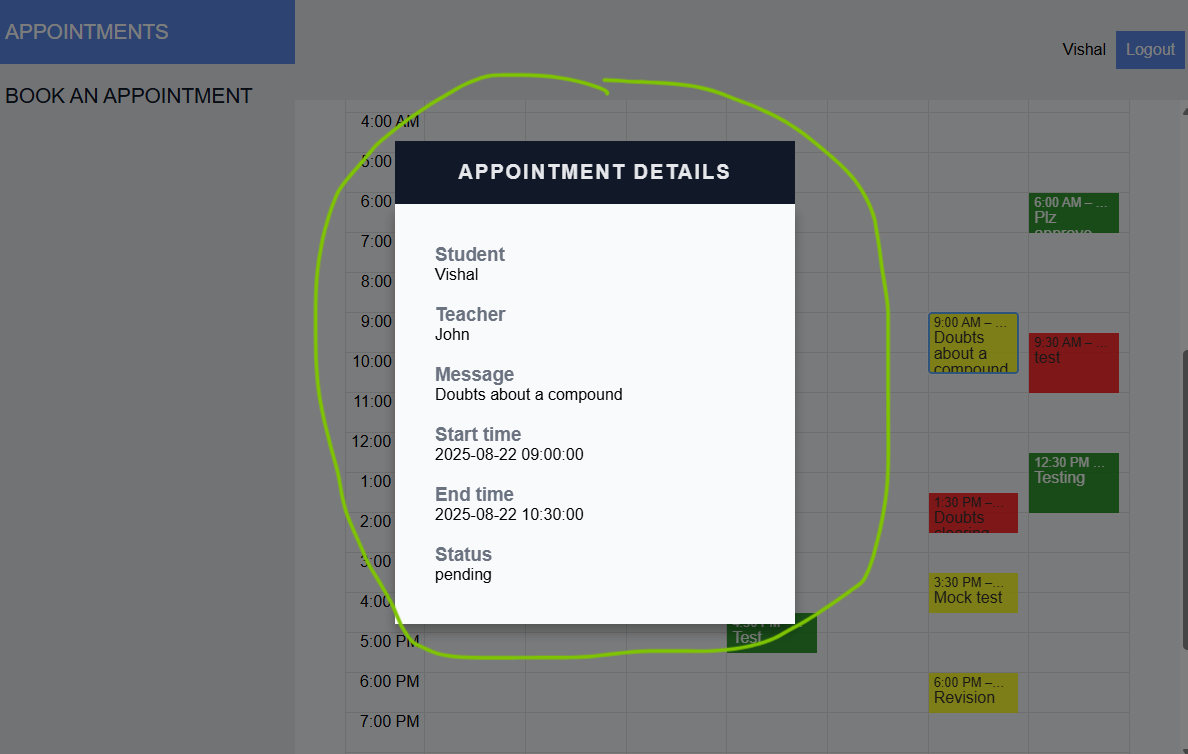 APPOINTMENTS
BOOK AN APPOINTMENT
Vishal
Logout
4:00 AM
5:00
6:00
7:00
8:00
9:00
10:00
11:00
12:00
1:00
2:00
3:00
4:00
5:00 PM
6:00 PM
7:00 PM
APPOINTMENT DETAILS
Student
Vishal
Teacher
John
Message
Doubts about a compound
Start time
2025-08-22 09:00:00
End time
2025-08-22 10:30:00
Status
pending
Test
9:00 AM – ...
Doubts
about a
compound
1:30 PM –...
Doubts
clearing
3:30 PM –...
Mock test
6:00 PM –...
Revision
6:00 AM – ...
Plz
approve
9:30 AM – ...
test
12:30 PM ...
Testing